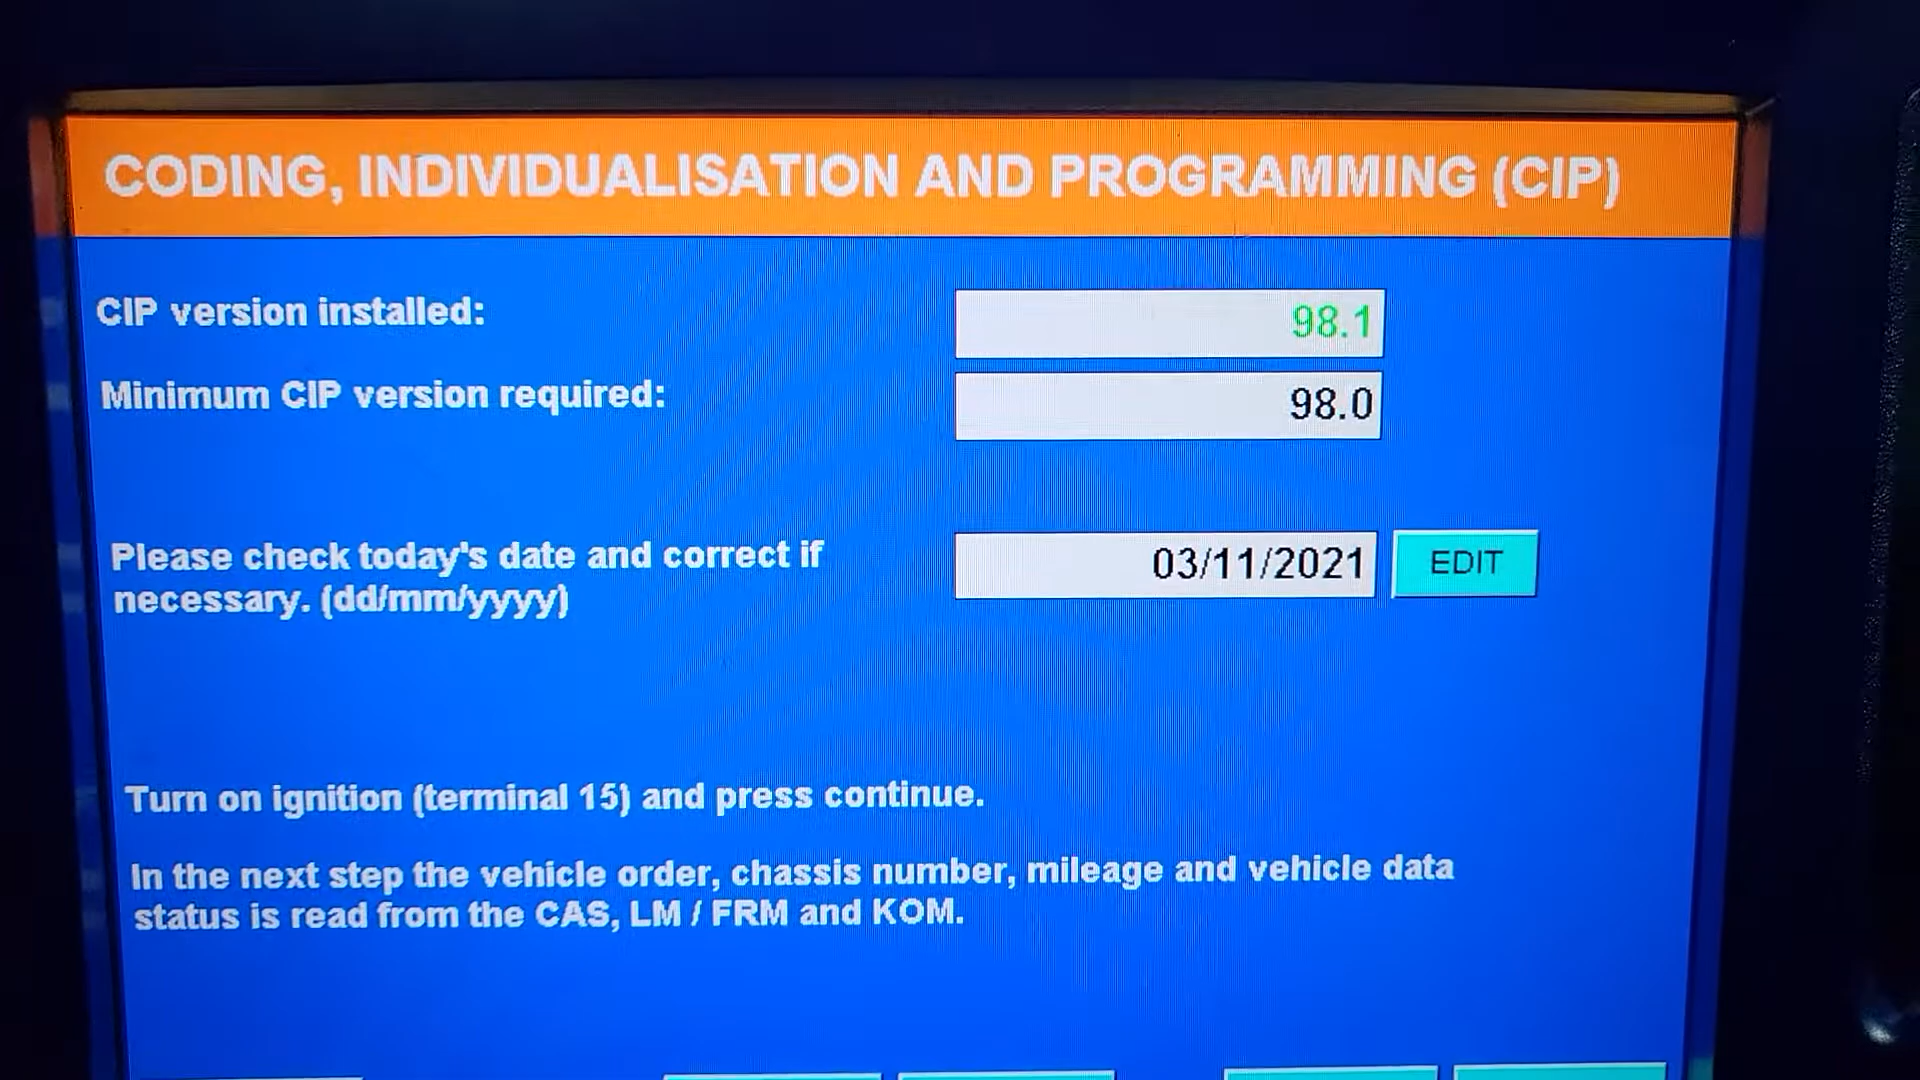 CODING, INDIVIDUALISATION AND PROGRAMMING (CIP)
CIP version installed:
98.1
Minimum CIP version required:
98.0
Please check today's date and correct if
necessary. (dd/mm/yyyy)
03/11/2021
EDIT
Turn on ignition (terminal 15) and press continue.
In the next step the vehicle order, chassis number, mileage and vehicle data
status is read from the CAS, LM / FRM and KOM.